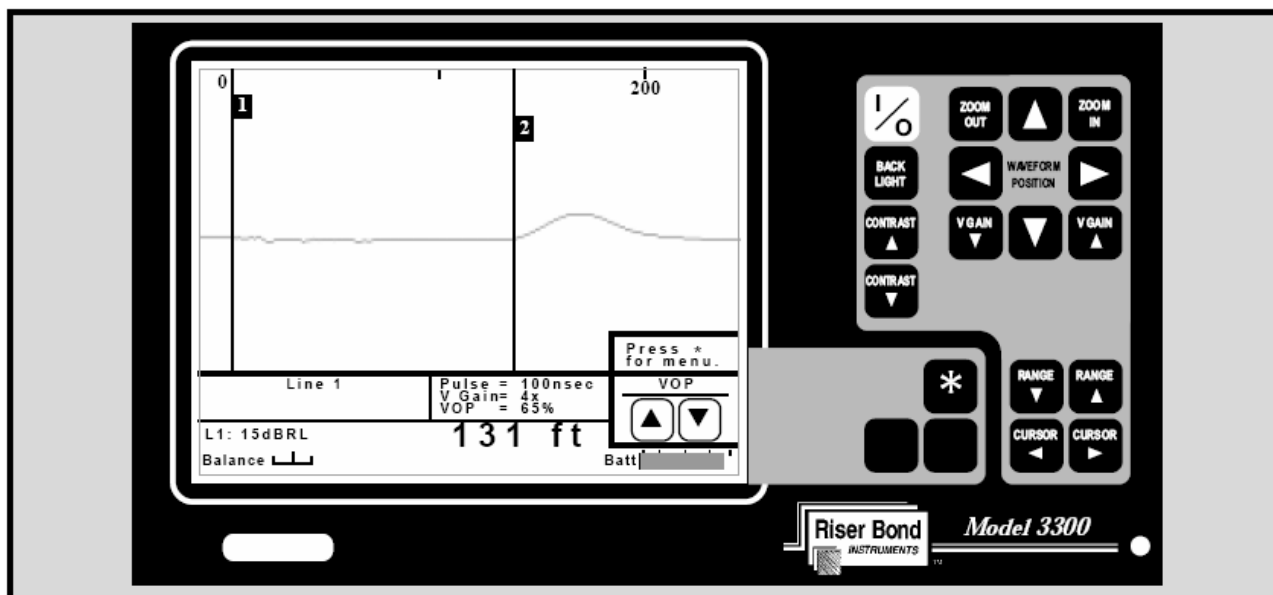 0
200
1
2
Press *
for menu.
Line 1
Pulse = 100nsec
V Gain= 4x
VOP = 65%
VOP
131 ft
L1: 15dBRL
Balance
Batt
I/O
ZOOM OUT
ZOOM IN
BACK LIGHT
WAVEFORM POSITION
CONTRAST
V GAIN
V GAIN
CONTRAST
*
RANGE
RANGE
CURSOR
CURSOR
Riser Bond
INSTRUMENTS
TM
Model 3300